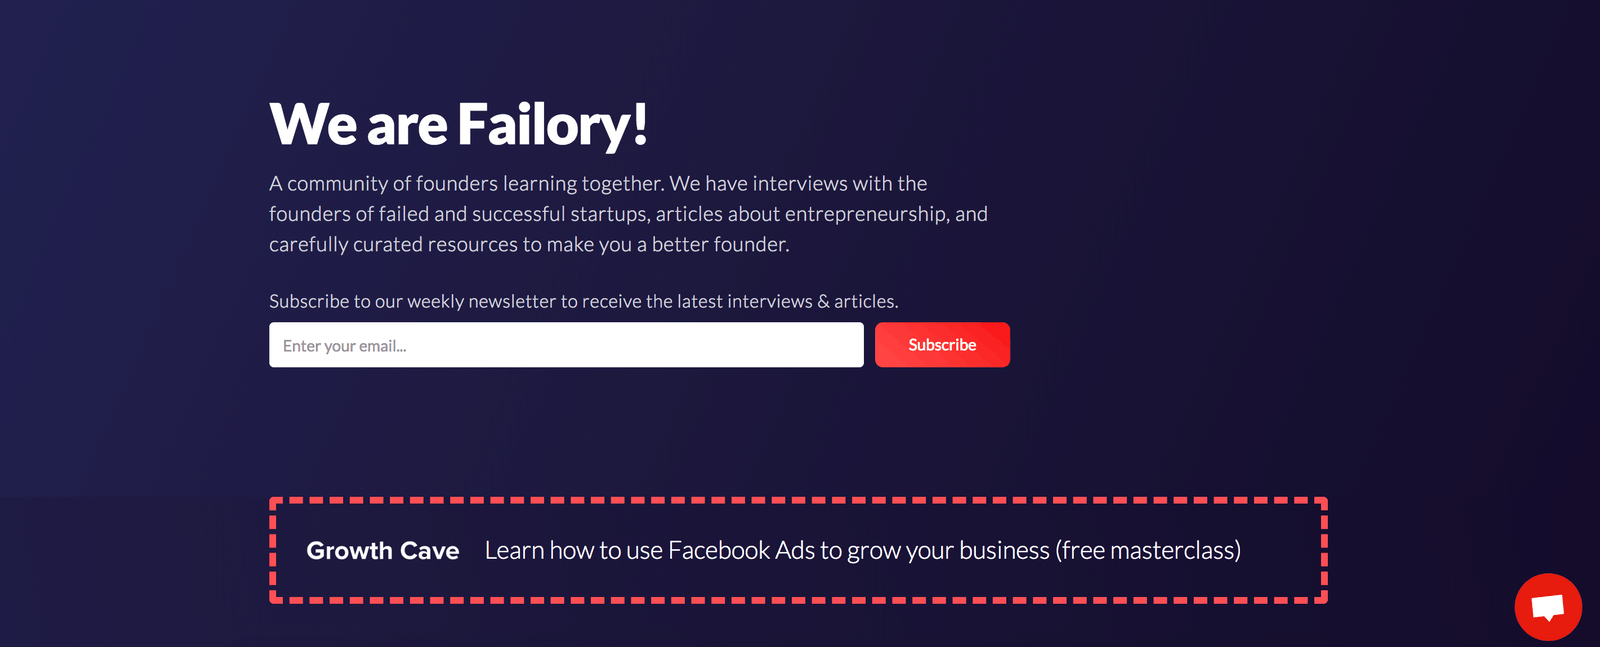 We are Failory!
A community of founders learning together. We have interviews with the
founders of failed and successful startups, articles about entrepreneurship, and
carefully curated resources to make you a better founder.
Subscribe to our weekly newsletter to receive the latest interviews & articles.
Enter your email...
Subscribe
Growth Cave Learn how to use Facebook Ads to grow your business (free masterclass)